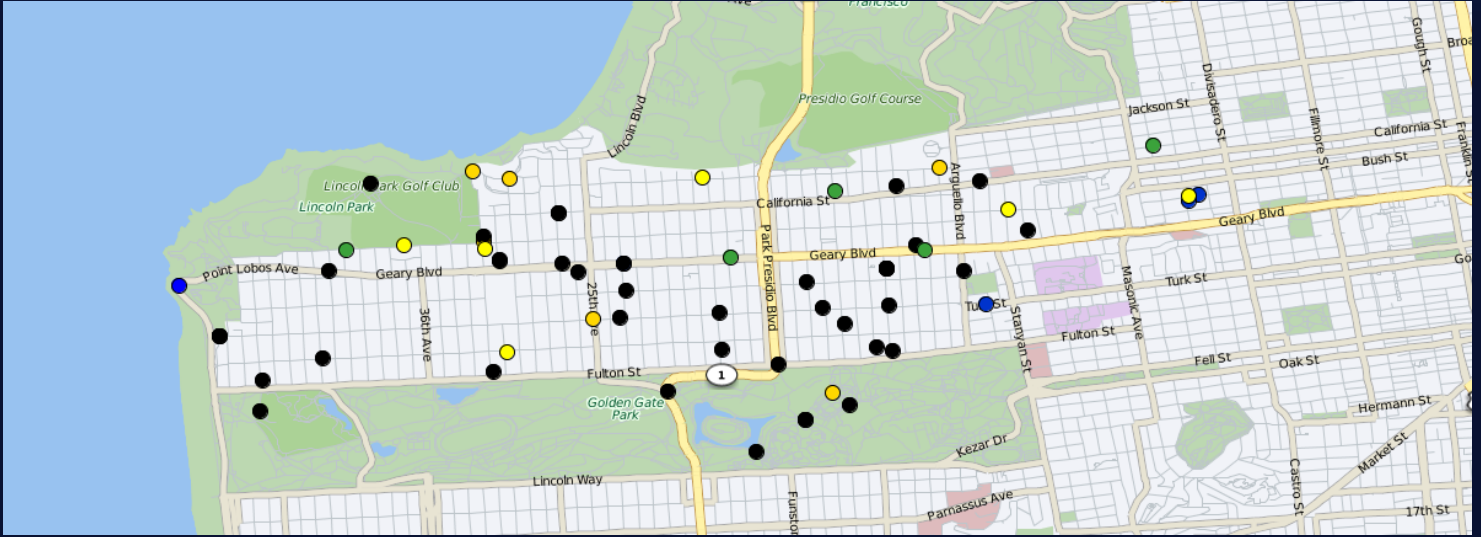 Ave
Francisco
Gough St
Broa
Divisadero St
Presidio Golf Course
Jackson St
Lincoln Blvd
Fillmore St
California St
Franklin St
Bush St
Lincoln Park Golf Club
Arguello Blvd
California St
Lincoln Park
Geary Blvd
Park Presidio Blvd
Geary Blvd
Point Lobos Ave
Geary Blvd
Go
Masonic Ave
Turk St
25th Ave
Turk St
36th Ave
Stanyan St
Fulton St
Fell St
Oak St
Fulton St
1
Golden Gate
Park
Hermann St
8
Kezar Dr
Market St
Lincoln Way
Castro St
Funston
Parnassus Ave
17th St